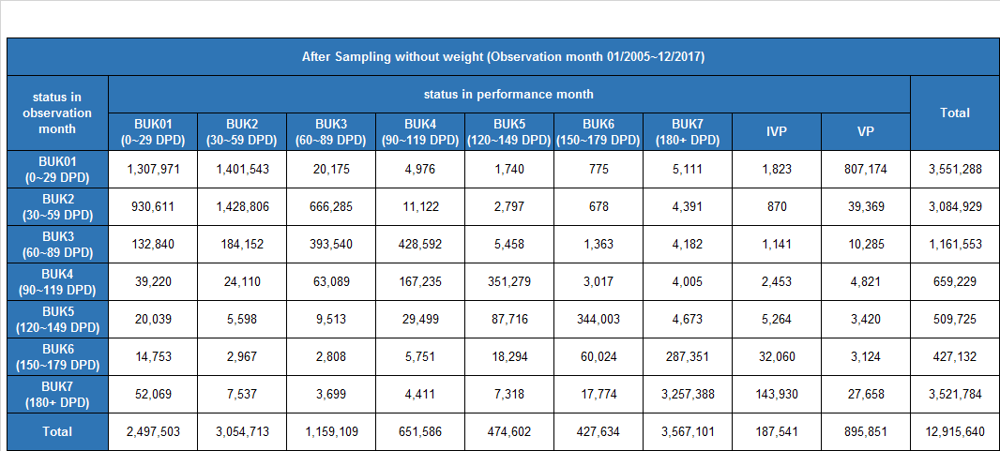 After Sampling without weight (Observation month 01/2005~12/2017)
status in observation month | status in performance month | Total
BUK01 (0~29 DPD) | BUK2 (30~59 DPD) | BUK3 (60~89 DPD) | BUK4 (90~119 DPD) | BUK5 (120~149 DPD) | BUK6 (150~179 DPD) | BUK7 (180+ DPD) | IVP | VP
BUK01 (0~29 DPD) | 1,307,971 | 1,401,543 | 20,175 | 4,976 | 1,740 | 775 | 5,111 | 1,823 | 807,174 | 3,551,288
BUK2 (30~59 DPD) | 930,611 | 1,428,806 | 666,285 | 11,122 | 2,797 | 678 | 4,391 | 870 | 39,369 | 3,084,929
BUK3 (60~89 DPD) | 132,840 | 184,152 | 393,540 | 428,592 | 5,458 | 1,363 | 4,182 | 1,141 | 10,285 | 1,161,553
BUK4 (90~119 DPD) | 39,220 | 24,110 | 63,089 | 167,235 | 351,279 | 3,017 | 4,005 | 2,453 | 4,821 | 659,229
BUK5 (120~149 DPD) | 20,039 | 5,598 | 9,513 | 29,499 | 87,716 | 344,003 | 4,673 | 5,264 | 3,420 | 509,725
BUK6 (150~179 DPD) | 14,753 | 2,967 | 2,808 | 5,751 | 18,294 | 60,024 | 287,351 | 32,060 | 3,124 | 427,132
BUK7 (180+ DPD) | 52,069 | 7,537 | 3,699 | 4,411 | 7,318 | 17,774 | 3,257,388 | 143,930 | 27,658 | 3,521,784
Total | 2,497,503 | 3,054,713 | 1,159,109 | 651,586 | 474,602 | 427,634 | 3,567,101 | 187,541 | 895,851 | 12,915,640